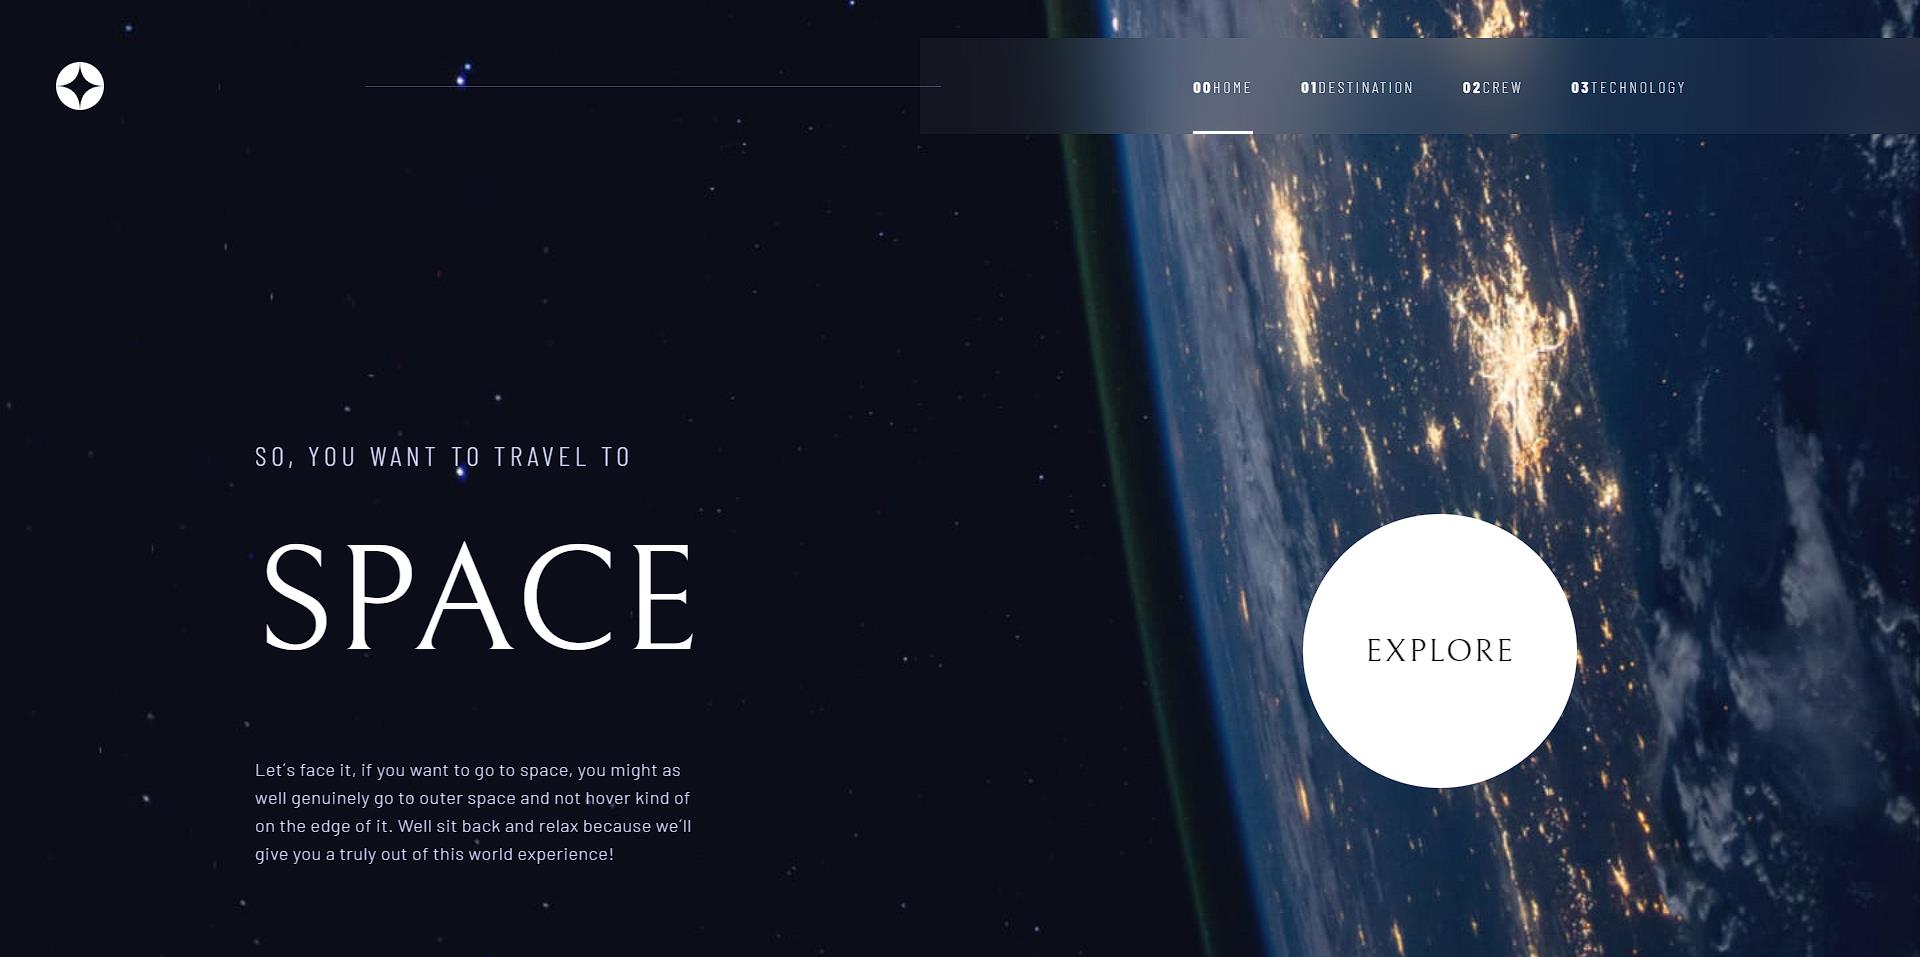 00HOME 01DESTINATION 02CREW 03TECHNOLOGY
SO, YOU WANT TO TRAVEL TO
SPACE
Let’s face it, if you want to go to space, you might as
well genuinely go to outer space and not hover kind of
on the edge of it. Well sit back and relax because we’ll
give you a truly out of this world experience!
EXPLORE